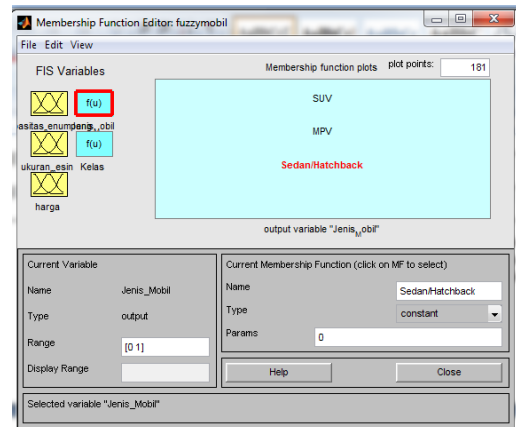 Membership Function Editor: fuzzymobil
File Edit View
FIS Variables
Membership function plots plot points: 181
f(u)
f(u)
ukuran_esin Kelas
harga
SUV
MPV
Sedan/Hatchback
output variable "Jenis_Mobil"
Current Variable
Name Jenis_Mobil
Type output
Range [0 1]
Display Range
Current Membership Function (click on MF to select)
Name Sedan/Hatchback
Type constant
Params 0
Help Close
Selected variable "Jenis_Mobil"